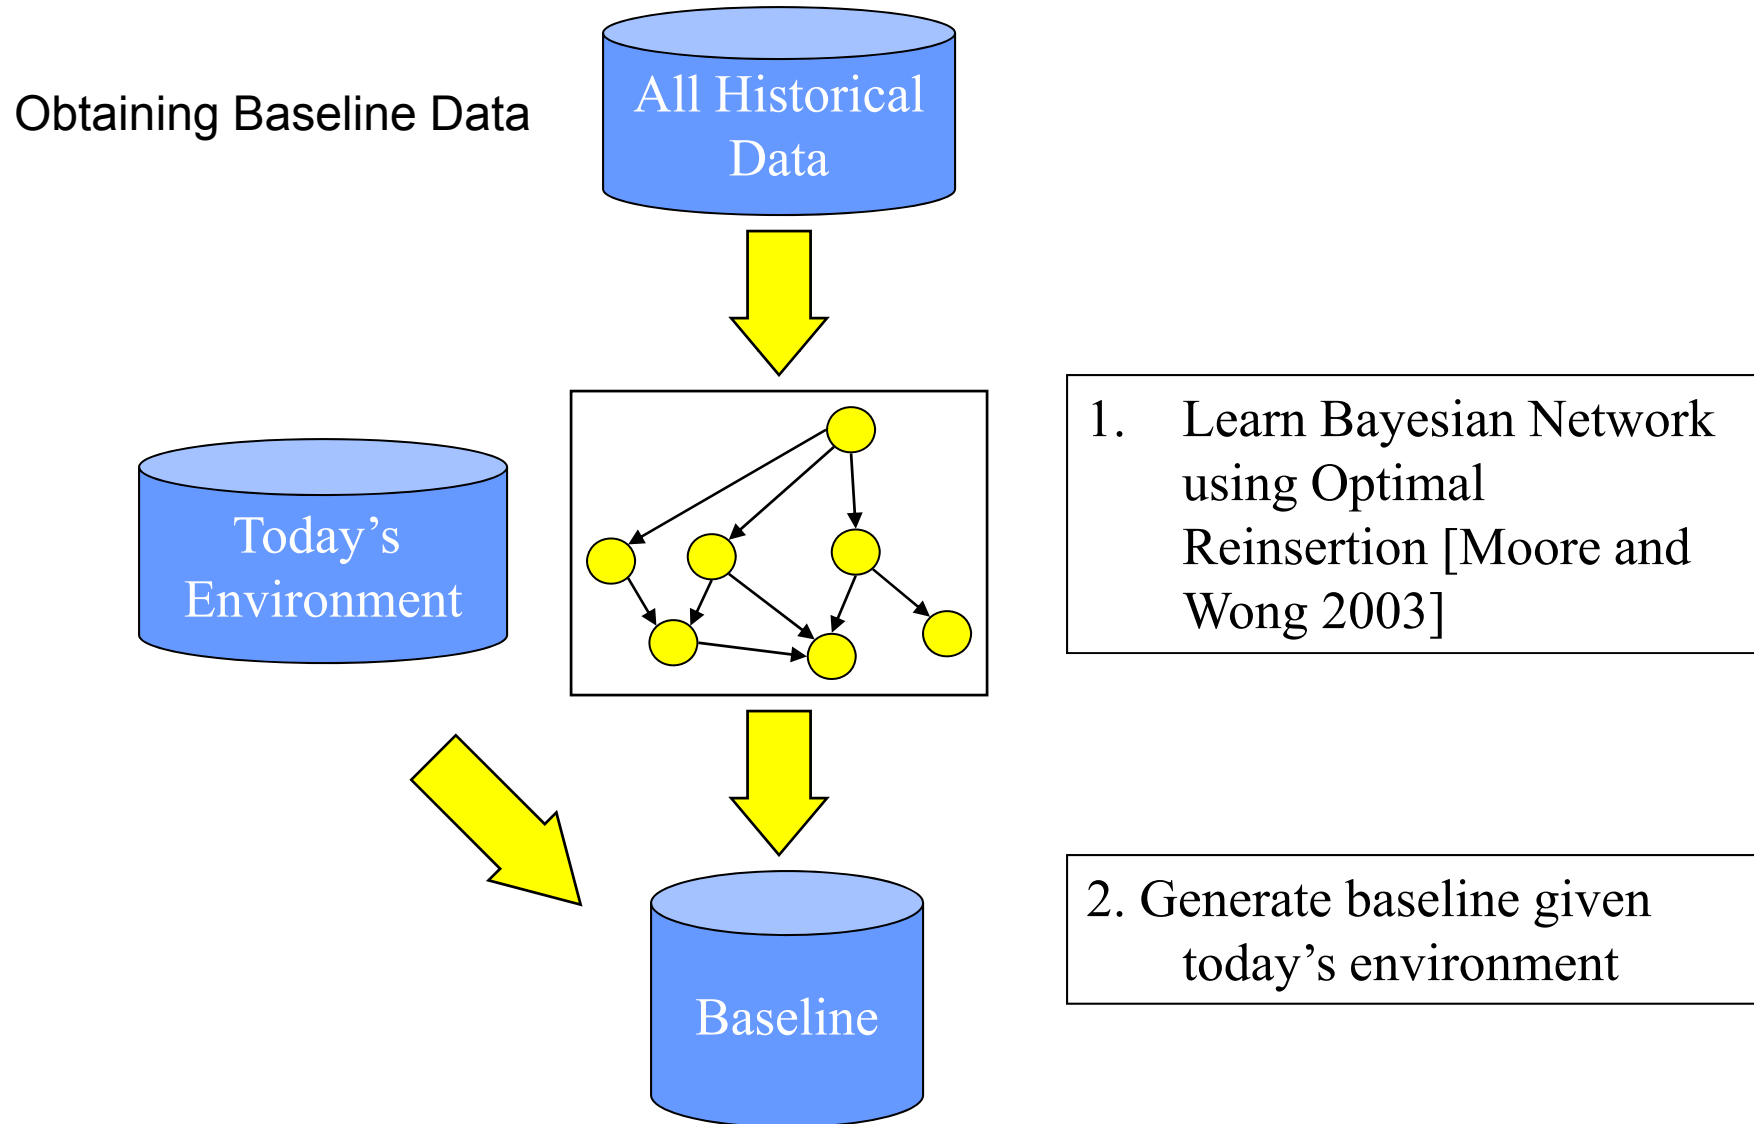 Obtaining Baseline Data
All Historical
Data
Today’s
Environment
1. Learn Bayesian Network
using Optimal
Reinsertion [Moore and
Wong 2003]
2. Generate baseline given
today’s environment
Baseline